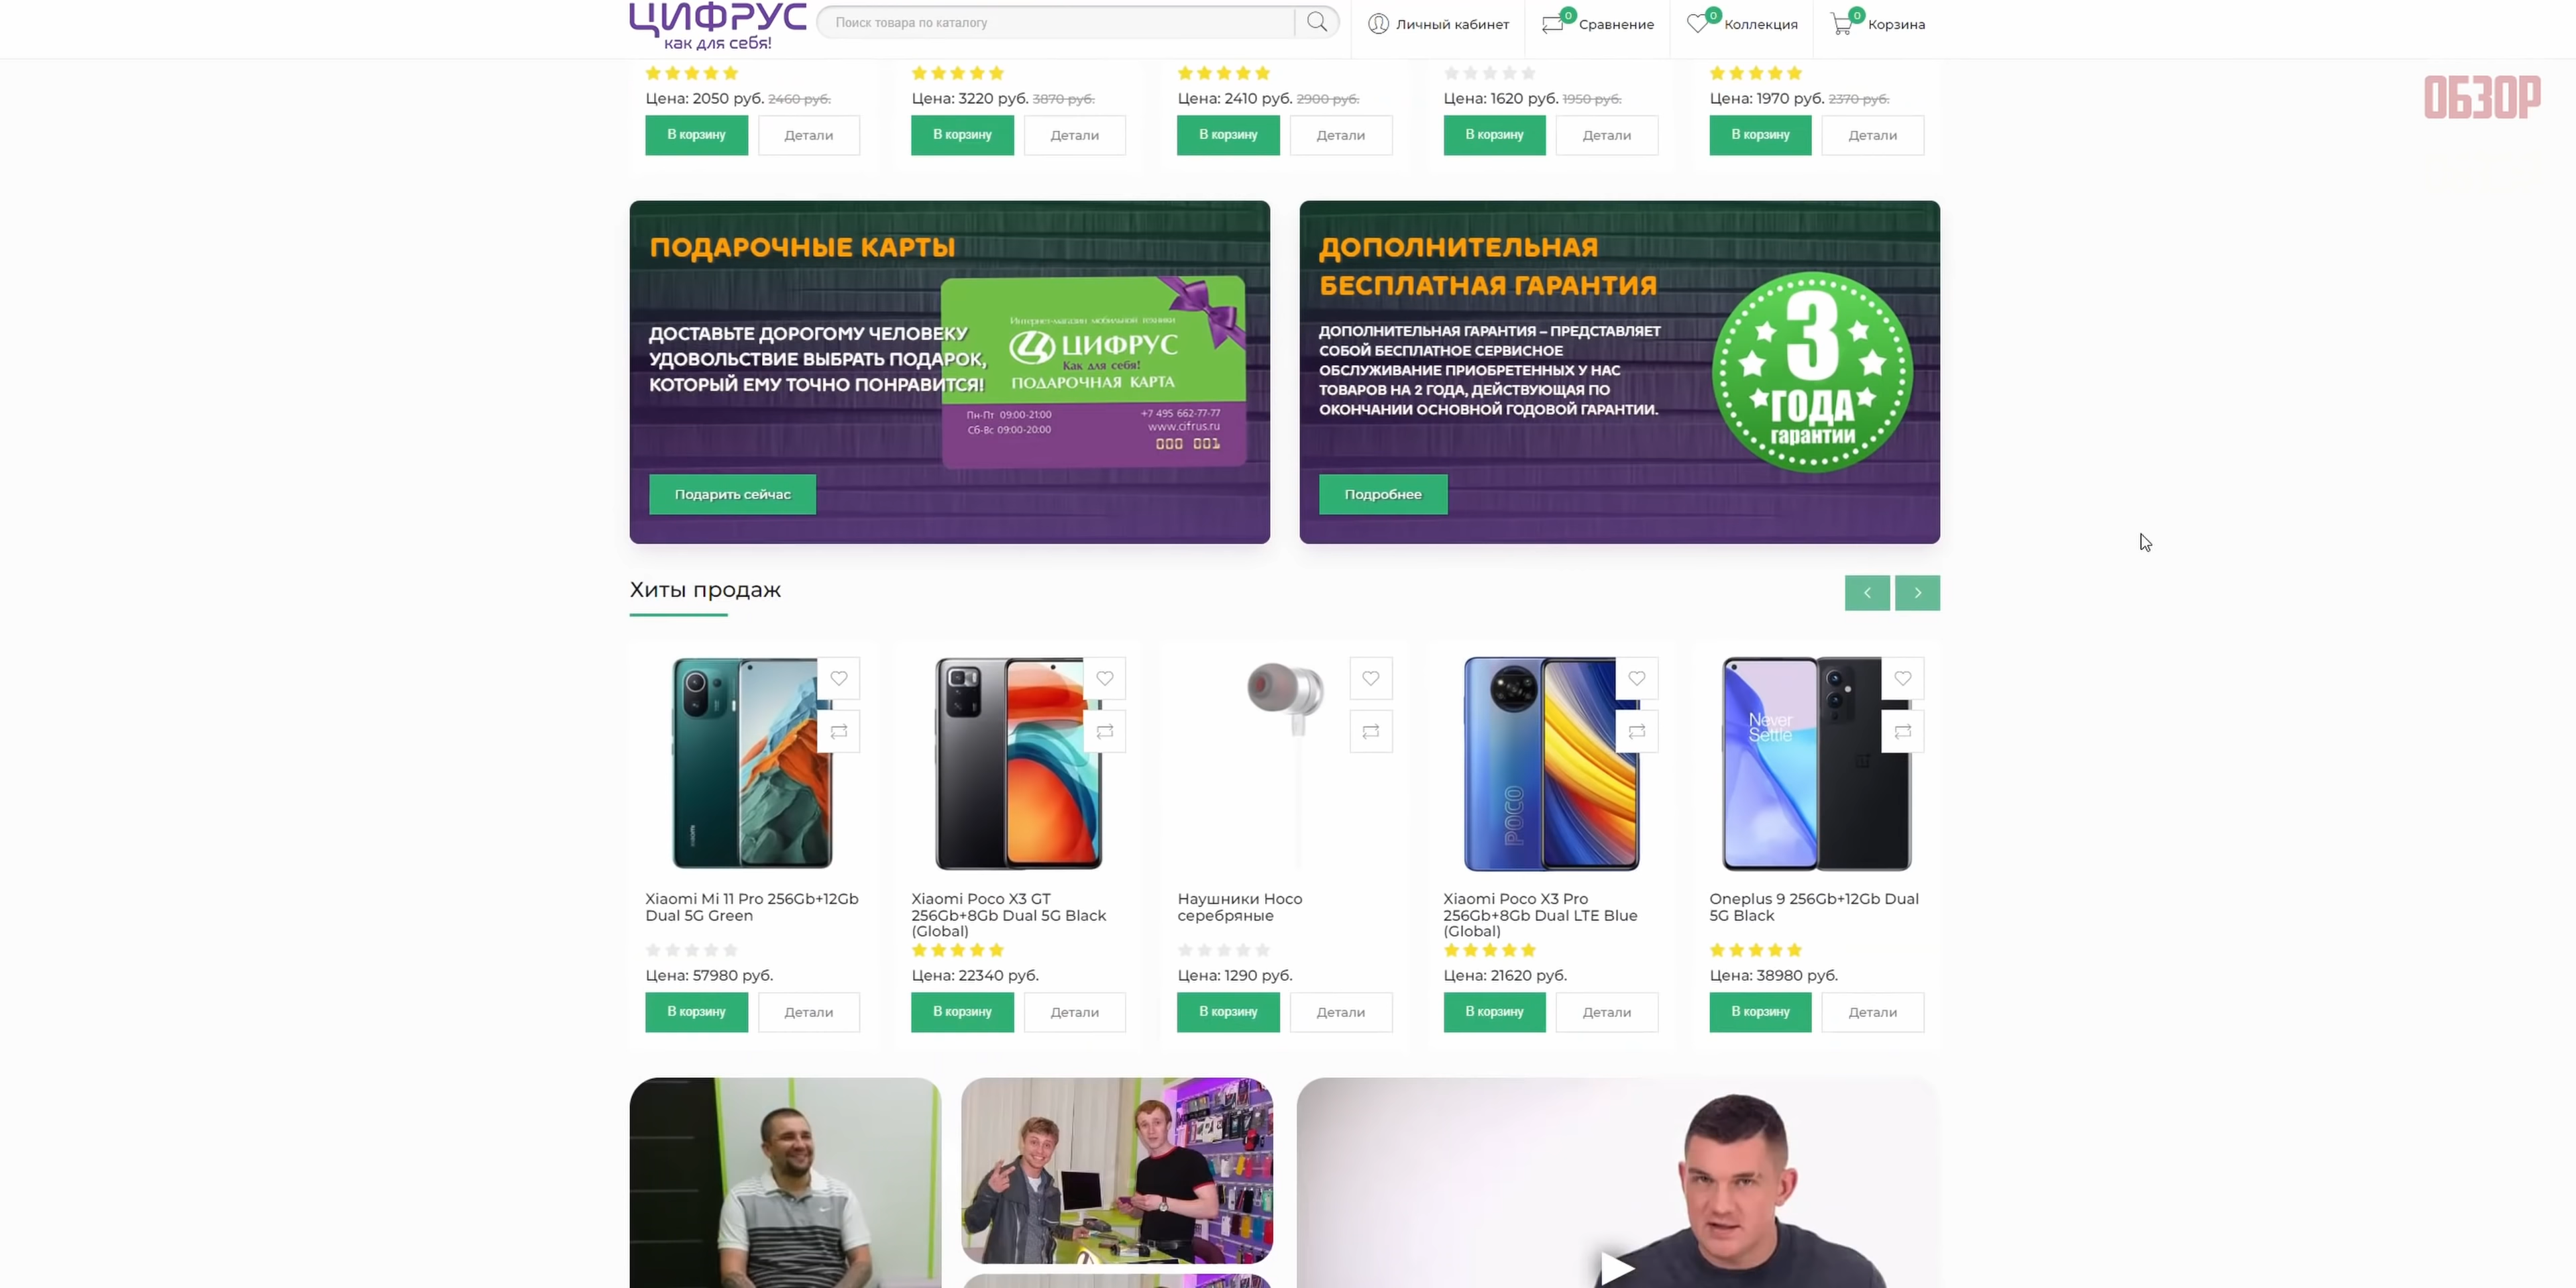 ЦИФРУС
как для себя!
Поиск товара по каталогу
Личный кабинет
0
Сравнение
0
Коллекция
0
Корзина
ОБЗОР
Цена: 2050 руб. 2460 руб.
В корзину Детали
Цена: 3220 руб. 3870 руб.
В корзину Детали
Цена: 2410 руб. 2900 руб.
В корзину Детали
Цена: 1620 руб. 1950 руб.
В корзину Детали
Цена: 1970 руб. 2370 руб.
В корзину Детали
ПОДАРОЧНЫЕ КАРТЫ
ДОСТАВЬТЕ ДОРОГОМУ ЧЕЛОВЕКУ
УДОВОЛЬСТВИЕ ВЫБРАТЬ ПОДАРОК,
КОТОРЫЙ ЕМУ ТОЧНО ПОНРАВИТСЯ!
Интернет-магазин мобильной техники
ЦИФРУС
Как для себя!
ПОДАРОЧНАЯ КАРТА
Пн-Пт 09:00-21:00
Сб-Вс 09:00-20:00
+7 495 662-77-77
www.cifrus.ru
000 001
Подарить сейчас
ДОПОЛНИТЕЛЬНАЯ
БЕСПЛАТНАЯ ГАРАНТИЯ
ДОПОЛНИТЕЛЬНАЯ ГАРАНТИЯ – ПРЕДСТАВЛЯЕТ
СОБОЙ БЕСПЛАТНОЕ СЕРВИСНОЕ
ОБСЛУЖИВАНИЕ ПРИОБРЕТЕННЫХ У НАС
ТОВАРОВ НА 2 ГОДА, ДЕЙСТВУЮЩАЯ ПО
ОКОНЧАНИИ ОСНОВНОЙ ГОДОВОЙ ГАРАНТИИ.
3
ГОДА
гарантии
Подробнее
Хиты продаж
Xiaomi Mi 11 Pro 256Gb+12Gb
Dual 5G Green
Цена: 57980 руб.
В корзину Детали
Xiaomi Poco X3 GT
256Gb+8Gb Dual 5G Black
(Global)
Цена: 22340 руб.
В корзину Детали
Наушники Hoco
серебряные
Цена: 1290 руб.
В корзину Детали
POCO
Xiaomi Poco X3 Pro
256Gb+8Gb Dual LTE Blue
(Global)
Цена: 21620 руб.
В корзину Детали
Never
Settle
Oneplus 9 256Gb+12Gb Dual
5G Black
Цена: 38980 руб.
В корзину Детали